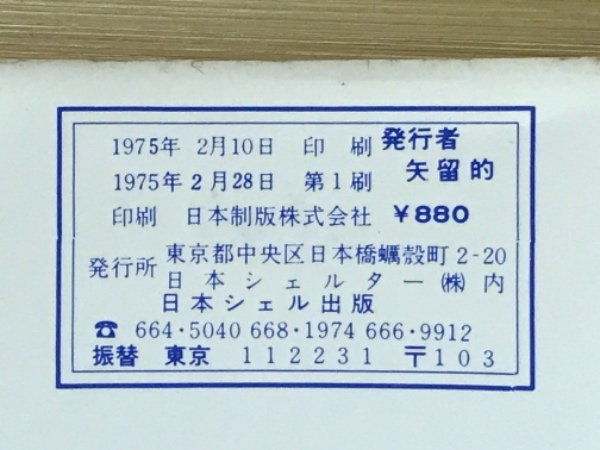 1975年 2月10日 印 刷 発行者
1975年 2月28日 第1刷 矢留的
印刷 日本制版株式会社 ¥880
発行所 東京都中央区日本橋蠣殻町2-20
日本シェルター㈱内
日本シェル出版
☎ 664・5040 668・1974 666・9912
振替 東京 112231 〒103